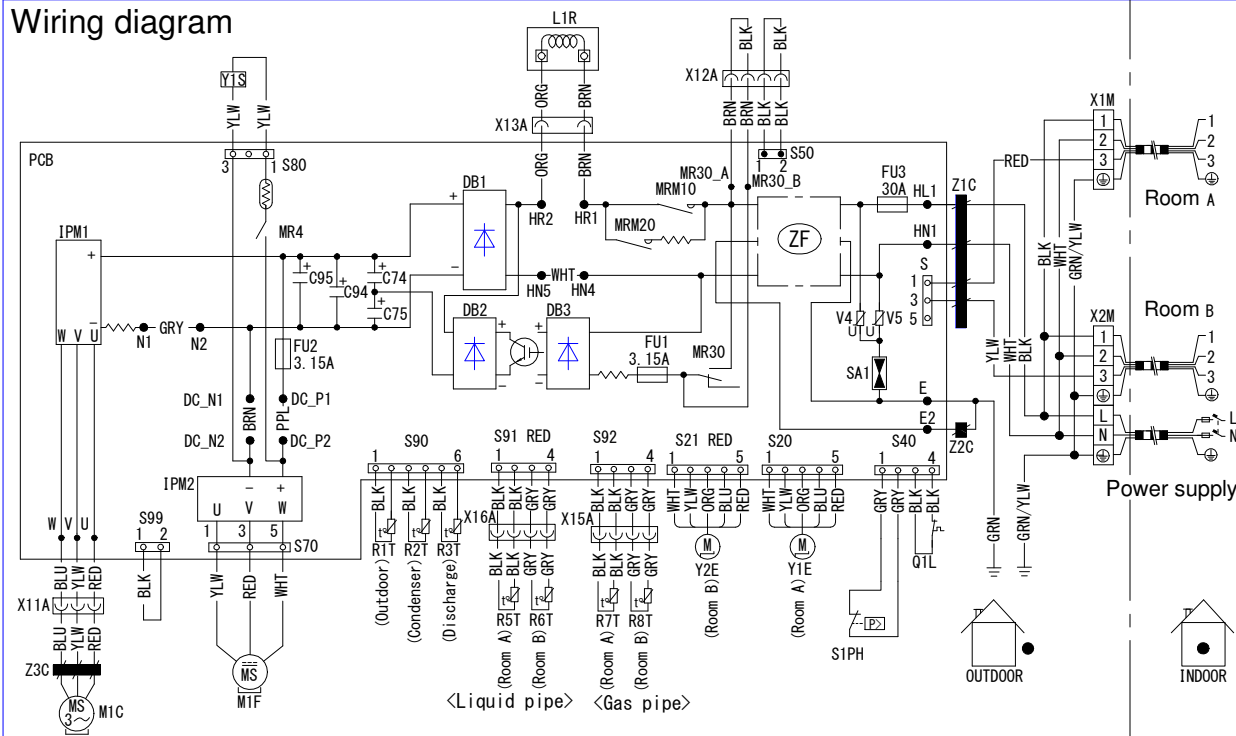 Wiring diagram
L1R
ORG BRN
X13A
ORG BRN
X12A
BLK BLK
BRN BRN BLK BLK
Y1S
YLW YLW
PCB
3 1 S80
MR4
IPM1
+
−
W V U
N1 GRY N2
C95 C94 C74 C75
FU2
3.15A
DC_N1 DC_P1
BRN PPL
DC_N2 DC_P2
IPM2
− +
U V W
1 3 5 S70
YLW RED WHT
MS
M1F
W V U
BLU YLW RED
X11A
BLU YLW RED
Z3C
MS
3~
M1C
S99
1 2
BLK
DB1
+
−
HR2 HR1
HN5 WHT HN4
DB2
+
−
DB3
+
−
MRM10
MRM20
MR30_A MR30_B
1 2 S50
ZF
FU1
3.15A
MR30
FU3
30A
HL1
HN1
Z1C
S
1
3
5
V4 V5
U U
SA1
E
E2
Z2C
RED
YLW WHT BLK
BLK WHT GRN/YLW
GRN GRN/YLW
X1M
1
2
3
1
2
3
Room A
X2M
1
2
3
L
N
Room B
1
2
3
L
N
Power supply
S90
1 6
BLK BLK BLK
t° t° t°
R1T R2T R3T
(Outdoor) (Condenser) (Discharge)
S91 RED
1 4
BLK BLK GRY GRY
X16A
BLK BLK GRY GRY
t° t°
R5T R6T
(Room A) (Room B)
<Liquid pipe>
S92
1 4
BLK BLK GRY GRY
X15A
BLK BLK GRY GRY
t° t°
R7T R8T
(Room A) (Room B)
<Gas pipe>
S21 RED
1 5
WHT YLW ORG BLU RED
M
Y2E
(Room B)
S20
1 5
WHT YLW ORG BLU RED
M
Y1E
(Room A)
S40
1 4
GRY GRY BLK BLK
Q1L
P>
S1PH
OUTDOOR
INDOOR